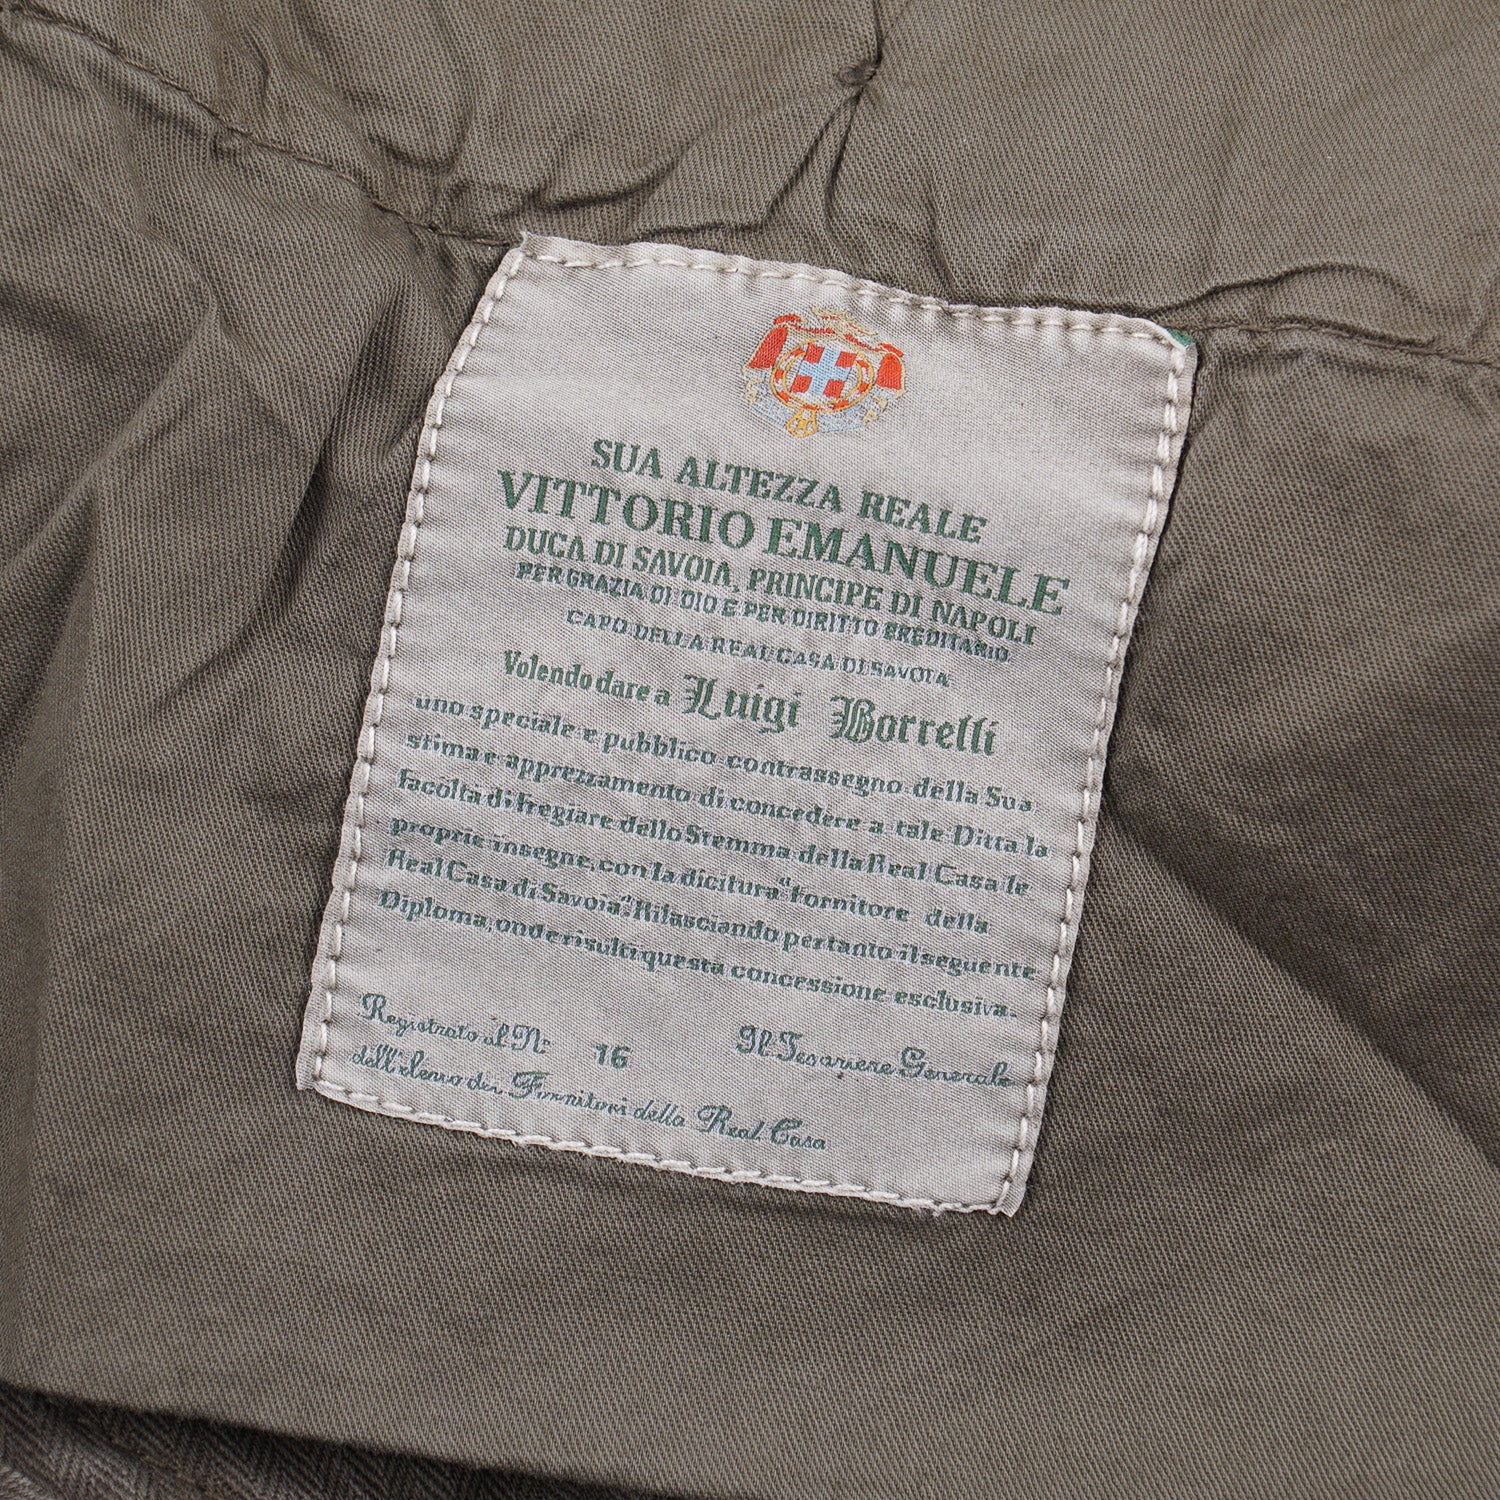 SUA ALTEZZA REALE
VITTORIO EMANUELE
DUCA DI SAVOIA, PRINCIPE DI NAPOLI
PER GRAZIA DI DIO E PER DIRITTO EREDITARIO
CAPO DELLA REAL CASA DI SAVOIA
Volendo dare a Luigi Borrelli
uno speciale e pubblico contrassegno della Sua
stima e apprezzamento di concedere a tale Ditta la
facoltà di fregiare dello Stemma della Real Casa le
proprie insegne, con la dicitura "Fornitore della
Real Casa di Savoia". Rilasciando pertanto il seguente
Diploma, onde risulti questa concessione esclusiva.
Registrato al N: 16 Il Tesoriere Generale
dell'elenco dei Fornitori della Real Casa